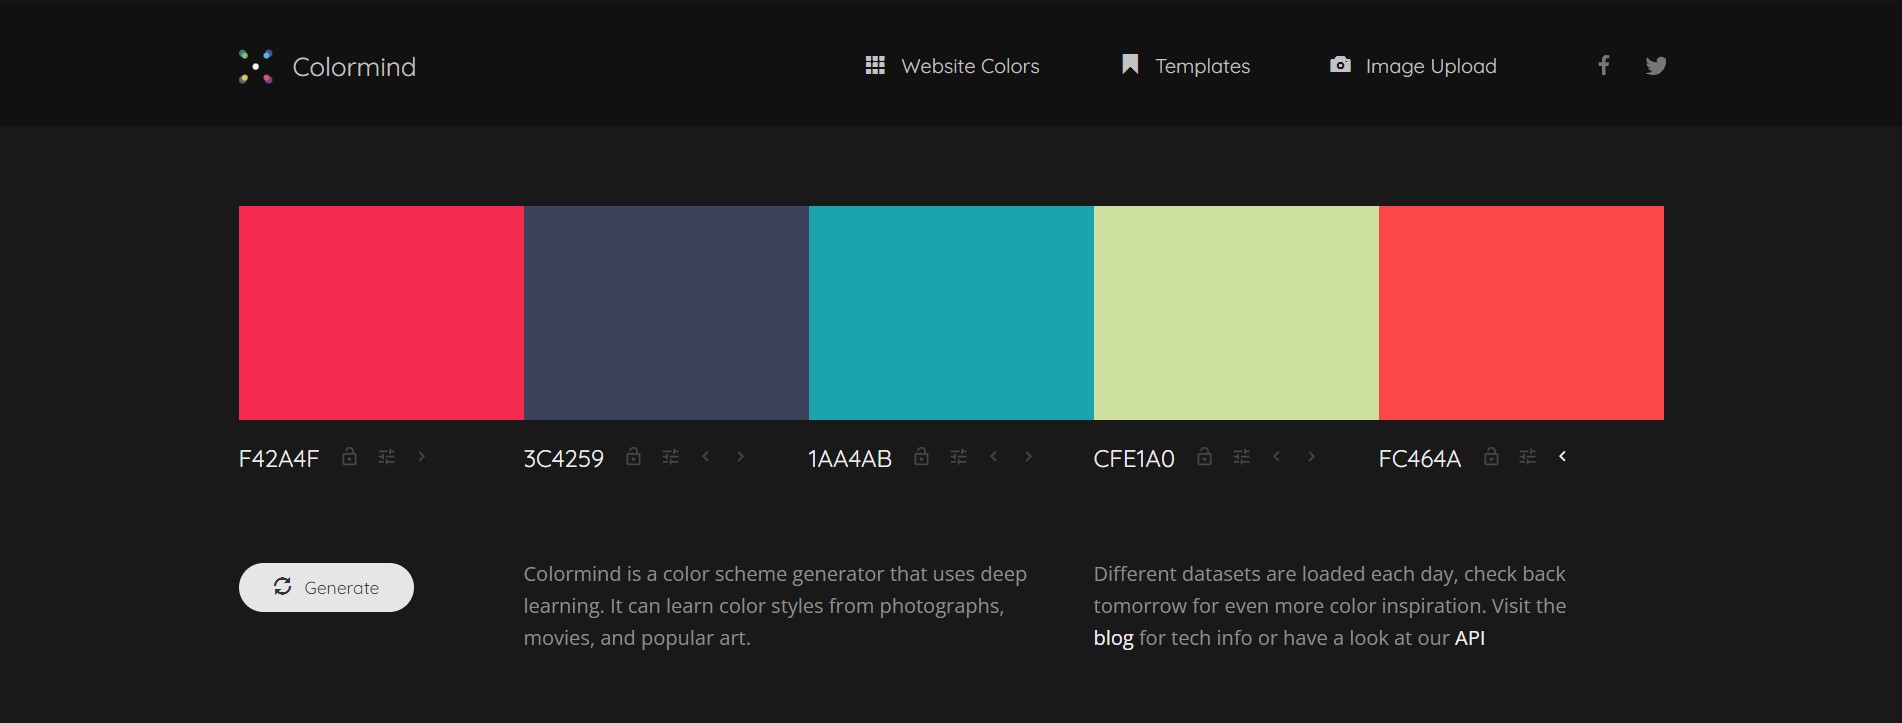 Colormind
Website Colors
Templates
Image Upload
F42A4F
3C4259
1AA4AB
CFE1A0
FC464A
Generate
Colormind is a color scheme generator that uses deep
learning. It can learn color styles from photographs,
movies, and popular art.
Different datasets are loaded each day, check back
tomorrow for even more color inspiration. Visit the
blog for tech info or have a look at our API